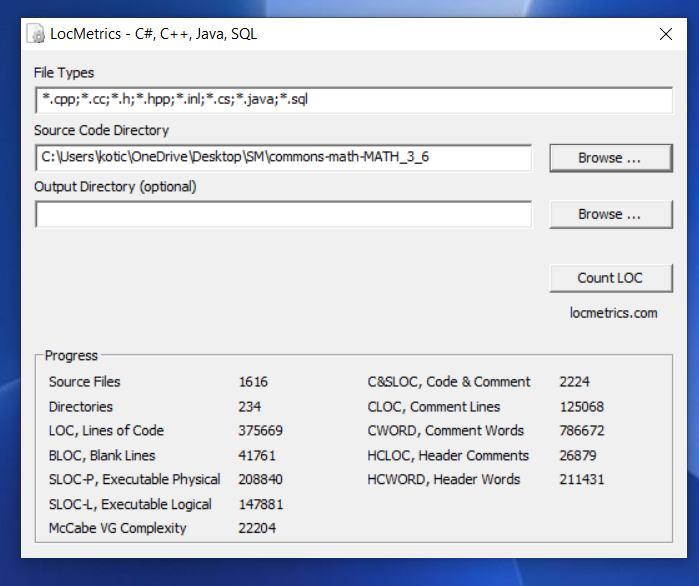 LocMetrics - C#, C++, Java, SQL
File Types
*.cpp;*.cc;*.h;*.hpp;*.inl;*.cs;*.java;*.sql
Source Code Directory
C:\Users\kotic\OneDrive\Desktop\SM\commons-math-MATH_3_6
Browse ...
Output Directory (optional)
Browse ...
Count LOC
locmetrics.com
Progress
Source Files 1616 C&SLOC, Code & Comment 2224
Directories 234 CLOC, Comment Lines 125068
LOC, Lines of Code 375669 CWORD, Comment Words 786672
BLOC, Blank Lines 41761 HCLOC, Header Comments 26879
SLOC-P, Executable Physical 208840 HCWORD, Header Words 211431
SLOC-L, Executable Logical 147881
McCabe VG Complexity 22204